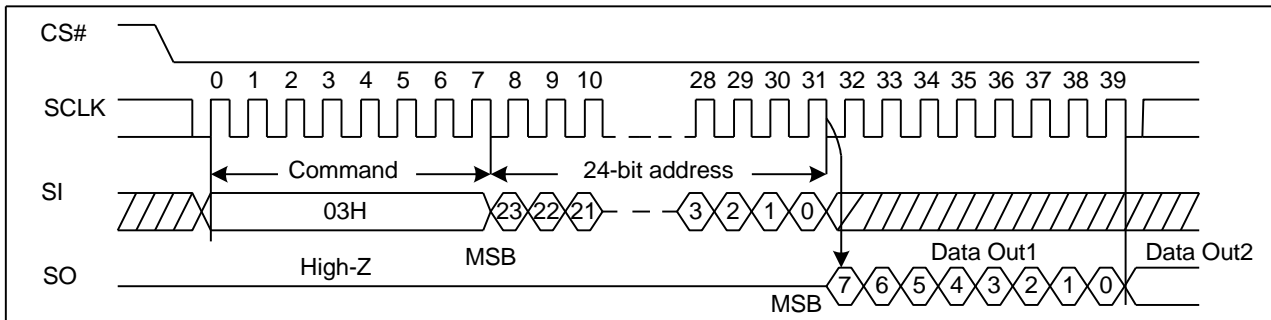 CS#
0 1 2 3 4 5 6 7 8 9 10 28 29 30 31 32 33 34 35 36 37 38 39
SCLK
Command 24-bit address
SI
03H 23 22 21 3 2 1 0
MSB
High-Z Data Out1 Data Out2
SO
MSB 7 6 5 4 3 2 1 0